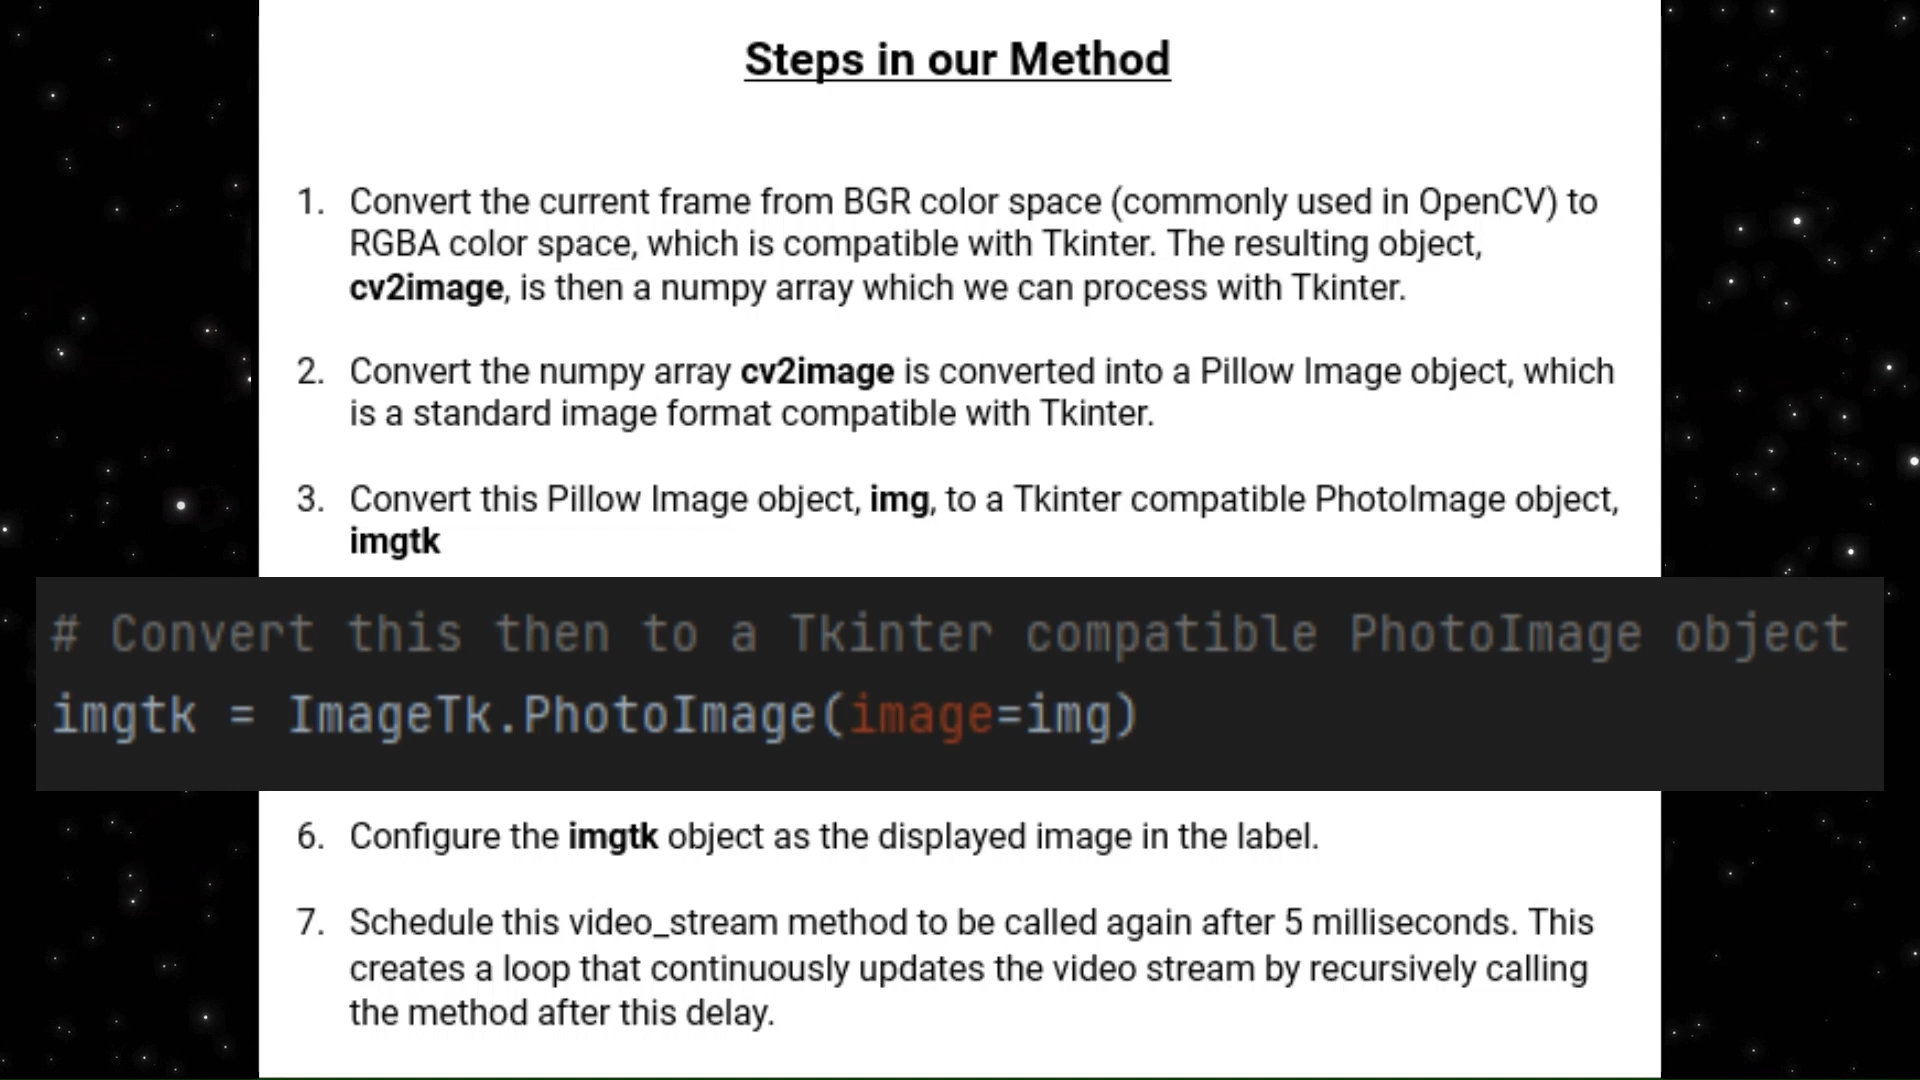 Steps in our Method
1. Convert the current frame from BGR color space (commonly used in OpenCV) to
RGBA color space, which is compatible with Tkinter. The resulting object,
cv2image, is then a numpy array which we can process with Tkinter.
2. Convert the numpy array cv2image is converted into a Pillow Image object, which
is a standard image format compatible with Tkinter.
3. Convert this Pillow Image object, img, to a Tkinter compatible PhotoImage object,
imgtk
# Convert this then to a Tkinter compatible PhotoImage object
imgtk = ImageTk.PhotoImage(image=img)
6. Configure the imgtk object as the displayed image in the label.
7. Schedule this video_stream method to be called again after 5 milliseconds. This
creates a loop that continuously updates the video stream by recursively calling
the method after this delay.